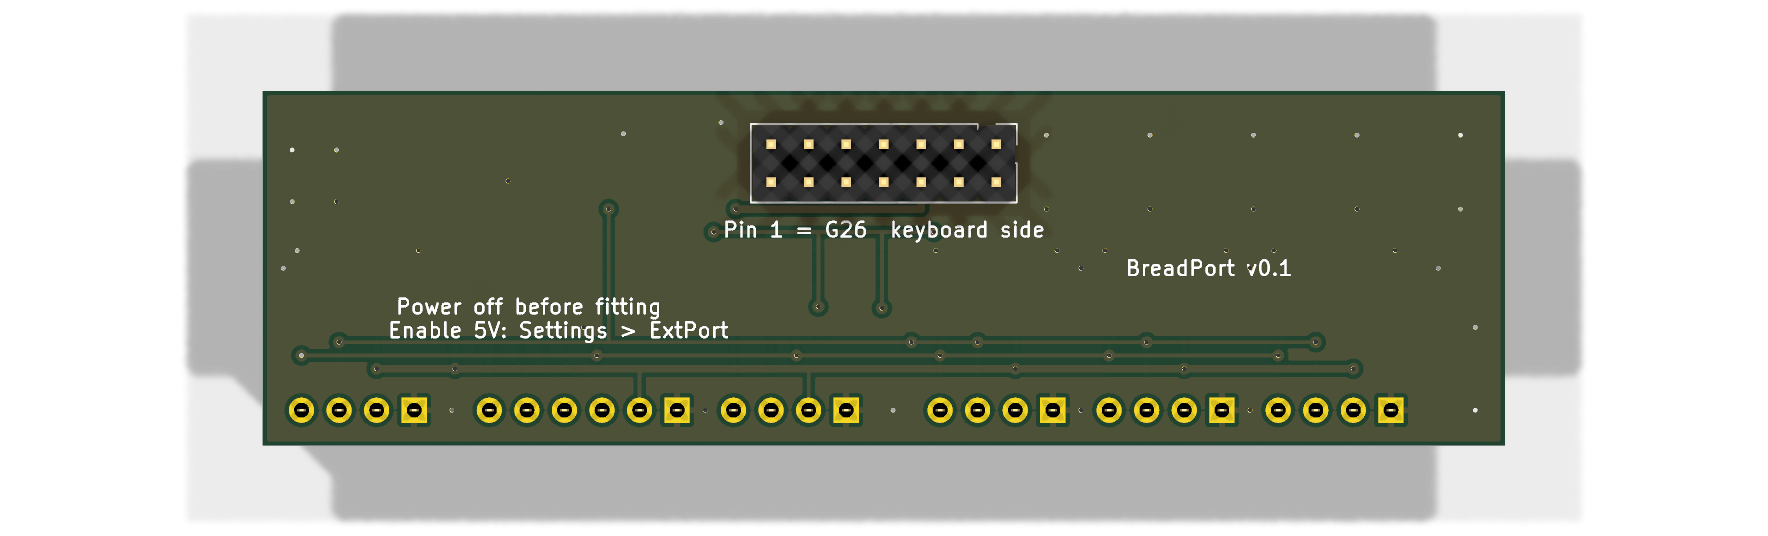 Pin 1 = G26  keyboard side
BreadPort v0.1
Power off before fitting
Enable 5V: Settings > ExtPort